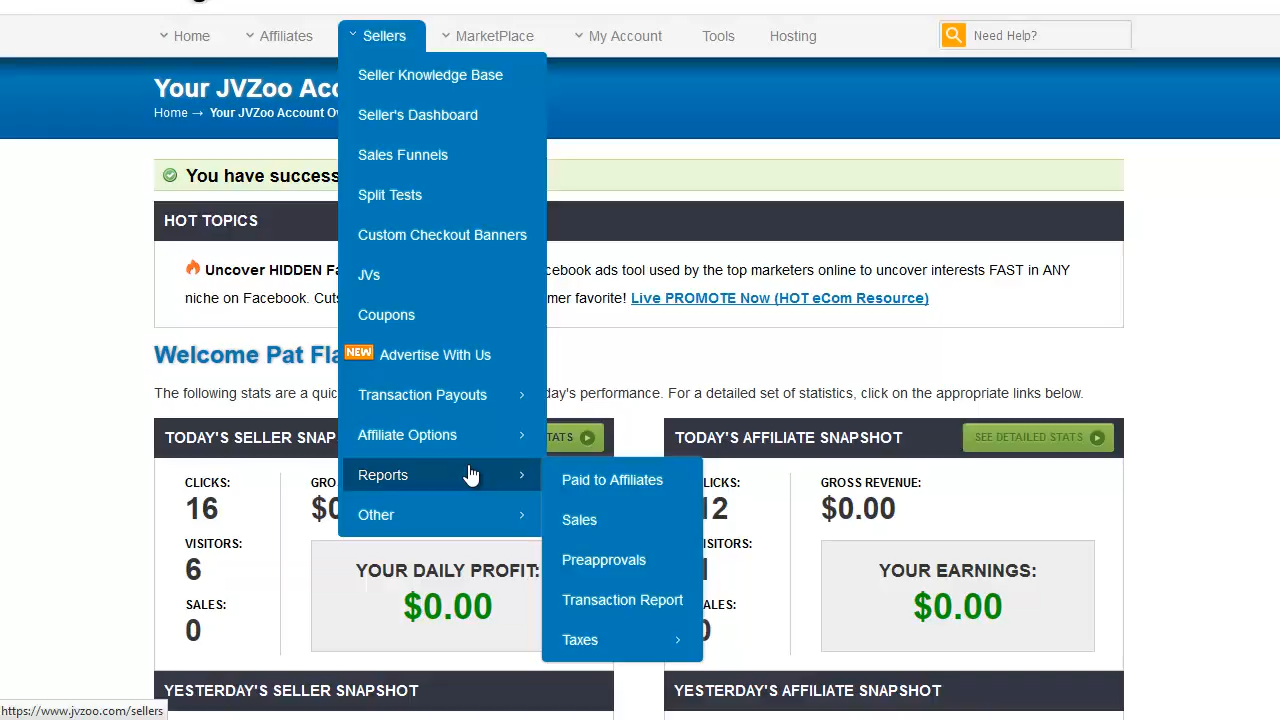 Home Affiliates Sellers MarketPlace My Account Tools Hosting Need Help?
Your JVZoo Acc
Home → Your JVZoo Account Ov
Seller Knowledge Base
Seller's Dashboard
Sales Funnels
Split Tests
Custom Checkout Banners
JVs
Coupons
NEW Advertise With Us
Transaction Payouts
Affiliate Options
Reports
Other
Paid to Affiliates
Sales
Preapprovals
Transaction Report
Taxes
You have success
HOT TOPICS
Uncover HIDDEN Fa cebook ads tool used by the top marketers online to uncover interests FAST in ANY
niche on Facebook. Cuts mer favorite! Live PROMOTE Now (HOT eCom Resource)
Welcome Pat Fla
The following stats are a quic day's performance. For a detailed set of statistics, click on the appropriate links below.
TODAY'S SELLER SNAP TATS
CLICKS:
16
VISITORS:
6
SALES:
0
GRO
$0
YOUR DAILY PROFIT:
$0.00
TODAY'S AFFILIATE SNAPSHOT SEE DETAILED STATS
LICKS:
12
ISITORS:
ALES:
GROSS REVENUE:
$0.00
YOUR EARNINGS:
$0.00
YESTERDAY'S SELLER SNAPSHOT
YESTERDAY'S AFFILIATE SNAPSHOT
https://www.jvzoo.com/sellers